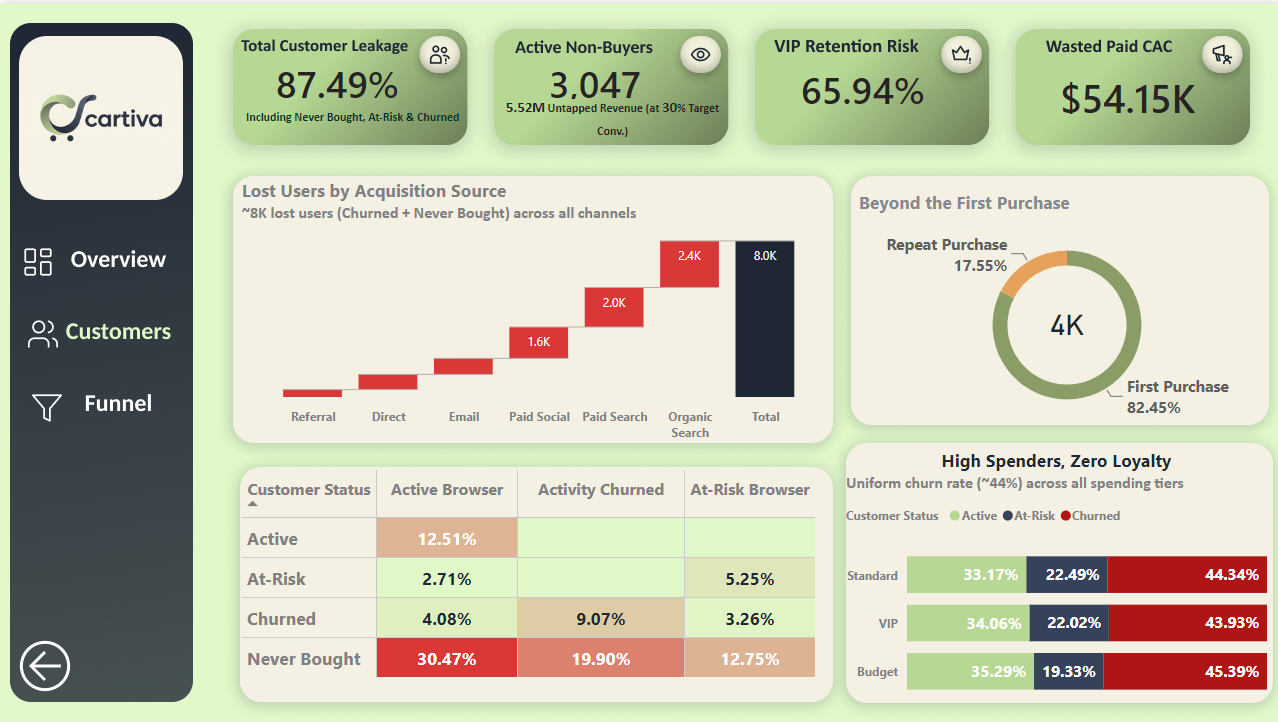 cartiva
Overview
Customers
Funnel
Total Customer Leakage
87.49%
Including Never Bought, At-Risk & Churned
Active Non-Buyers
3,047
5.52M Untapped Revenue (at 30% Target
Conv.)
VIP Retention Risk
65.94%
Wasted Paid CAC
$54.15K
Lost Users by Acquisition Source
~8K lost users (Churned + Never Bought) across all channels
1.6K
2.0K
2.4K
8.0K
Referral
Direct
Email
Paid Social
Paid Search
Organic
Search
Total
Beyond the First Purchase
Repeat Purchase
17.55%
4K
First Purchase
82.45%
Customer Status Active Browser Activity Churned At-Risk Browser
Active 12.51%
At-Risk 2.71% 5.25%
Churned 4.08% 9.07% 3.26%
Never Bought 30.47% 19.90% 12.75%
High Spenders, Zero Loyalty
Uniform churn rate (~44%) across all spending tiers
Customer Status Active At-Risk Churned
Standard 33.17% 22.49% 44.34%
VIP 34.06% 22.02% 43.93%
Budget 35.29% 19.33% 45.39%